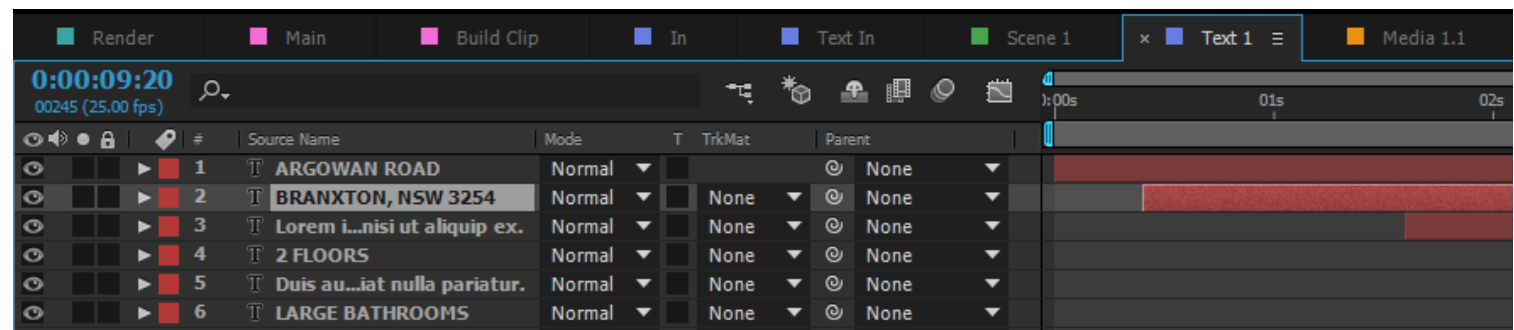 Render Main Build Clip In Text In Scene 1 × Text 1 Media 1.1
0:00:09:20
00245 (25.00 fps)
):00s 01s 02s
# Source Name Mode T TrkMat Parent
1 T ARGOWAN ROAD Normal None
2 T BRANXTON, NSW 3254 Normal None None
3 T Lorem i...nisi ut aliquip ex. Normal None None
4 T 2 FLOORS Normal None None
5 T Duis au...iat nulla pariatur. Normal None None
6 T LARGE BATHROOMS Normal None None